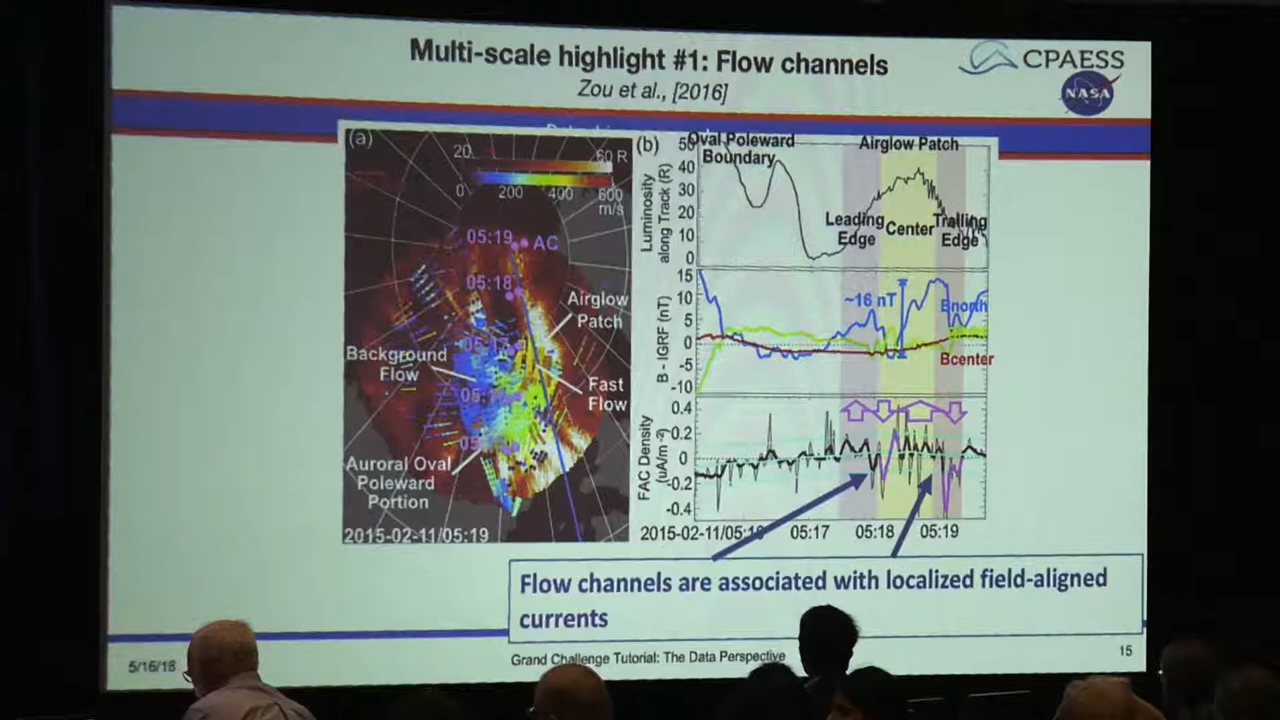 Multi-scale highlight #1: Flow channels
Zou et al., [2016]
CPAESS
NASA
(a)
20
60 R
0 200 400 600
m/s
05:19 AC
05:18
Airglow
Patch
Background
Flow
Fast
Flow
Auroral Oval
Poleward
Portion
2015-02-11/05:19
(b)
Oval Poleward
Boundary
Airglow Patch
Luminosity
along Track (R)
50
40
30
20
10
0
Leading
Edge
Center
Trailing
Edge
B - IGRF (nT)
15
10
5
0
-5
-10
~16 nT
Bnorth
Bcenter
FAC Density
(uA/m-2)
0.4
0.2
0
-0.2
-0.4
2015-02-11/05:16 05:17 05:18 05:19
Flow channels are associated with localized field-aligned
currents
5/16/18
Grand Challenge Tutorial: The Data Perspective
15